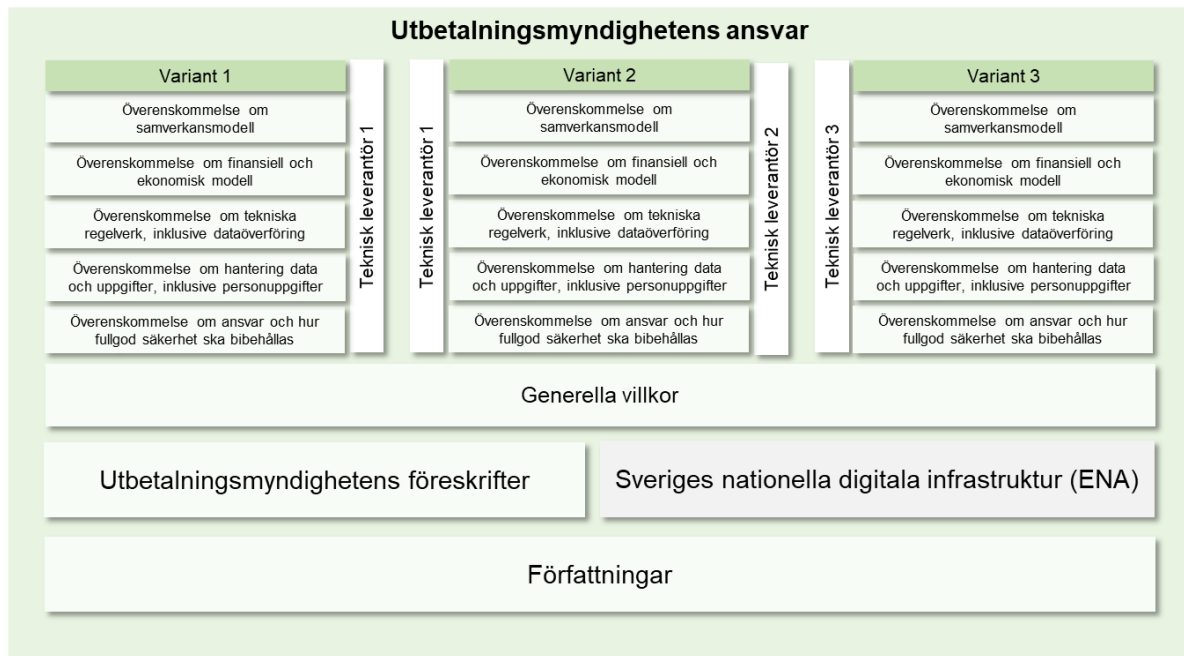 Utbetalningsmyndighetens ansvar
Variant 1
Överenskommelse om
samverkansmodell
Överenskommelse om finansiell och
ekonomisk modell
Överenskommelse om tekniska
regelverk, inklusive dataöverföring
Överenskommelse om hantering data
och uppgifter, inklusive personuppgifter
Överenskommelse om ansvar och hur
fullgod säkerhet ska bibehållas
Teknisk leverantör 1
Teknisk leverantör 1
Variant 2
Överenskommelse om
samverkansmodell
Överenskommelse om finansiell och
ekonomisk modell
Överenskommelse om tekniska
regelverk, inklusive dataöverföring
Överenskommelse om hantering data
och uppgifter, inklusive personuppgifter
Överenskommelse om ansvar och hur
fullgod säkerhet ska bibehållas
Teknisk leverantör 2
Teknisk leverantör 3
Variant 3
Överenskommelse om
samverkansmodell
Överenskommelse om finansiell och
ekonomisk modell
Överenskommelse om tekniska
regelverk, inklusive dataöverföring
Överenskommelse om hantering data
och uppgifter, inklusive personuppgifter
Överenskommelse om ansvar och hur
fullgod säkerhet ska bibehållas
Generella villkor
Utbetalningsmyndighetens föreskrifter
Sveriges nationella digitala infrastruktur (ENA)
Författningar